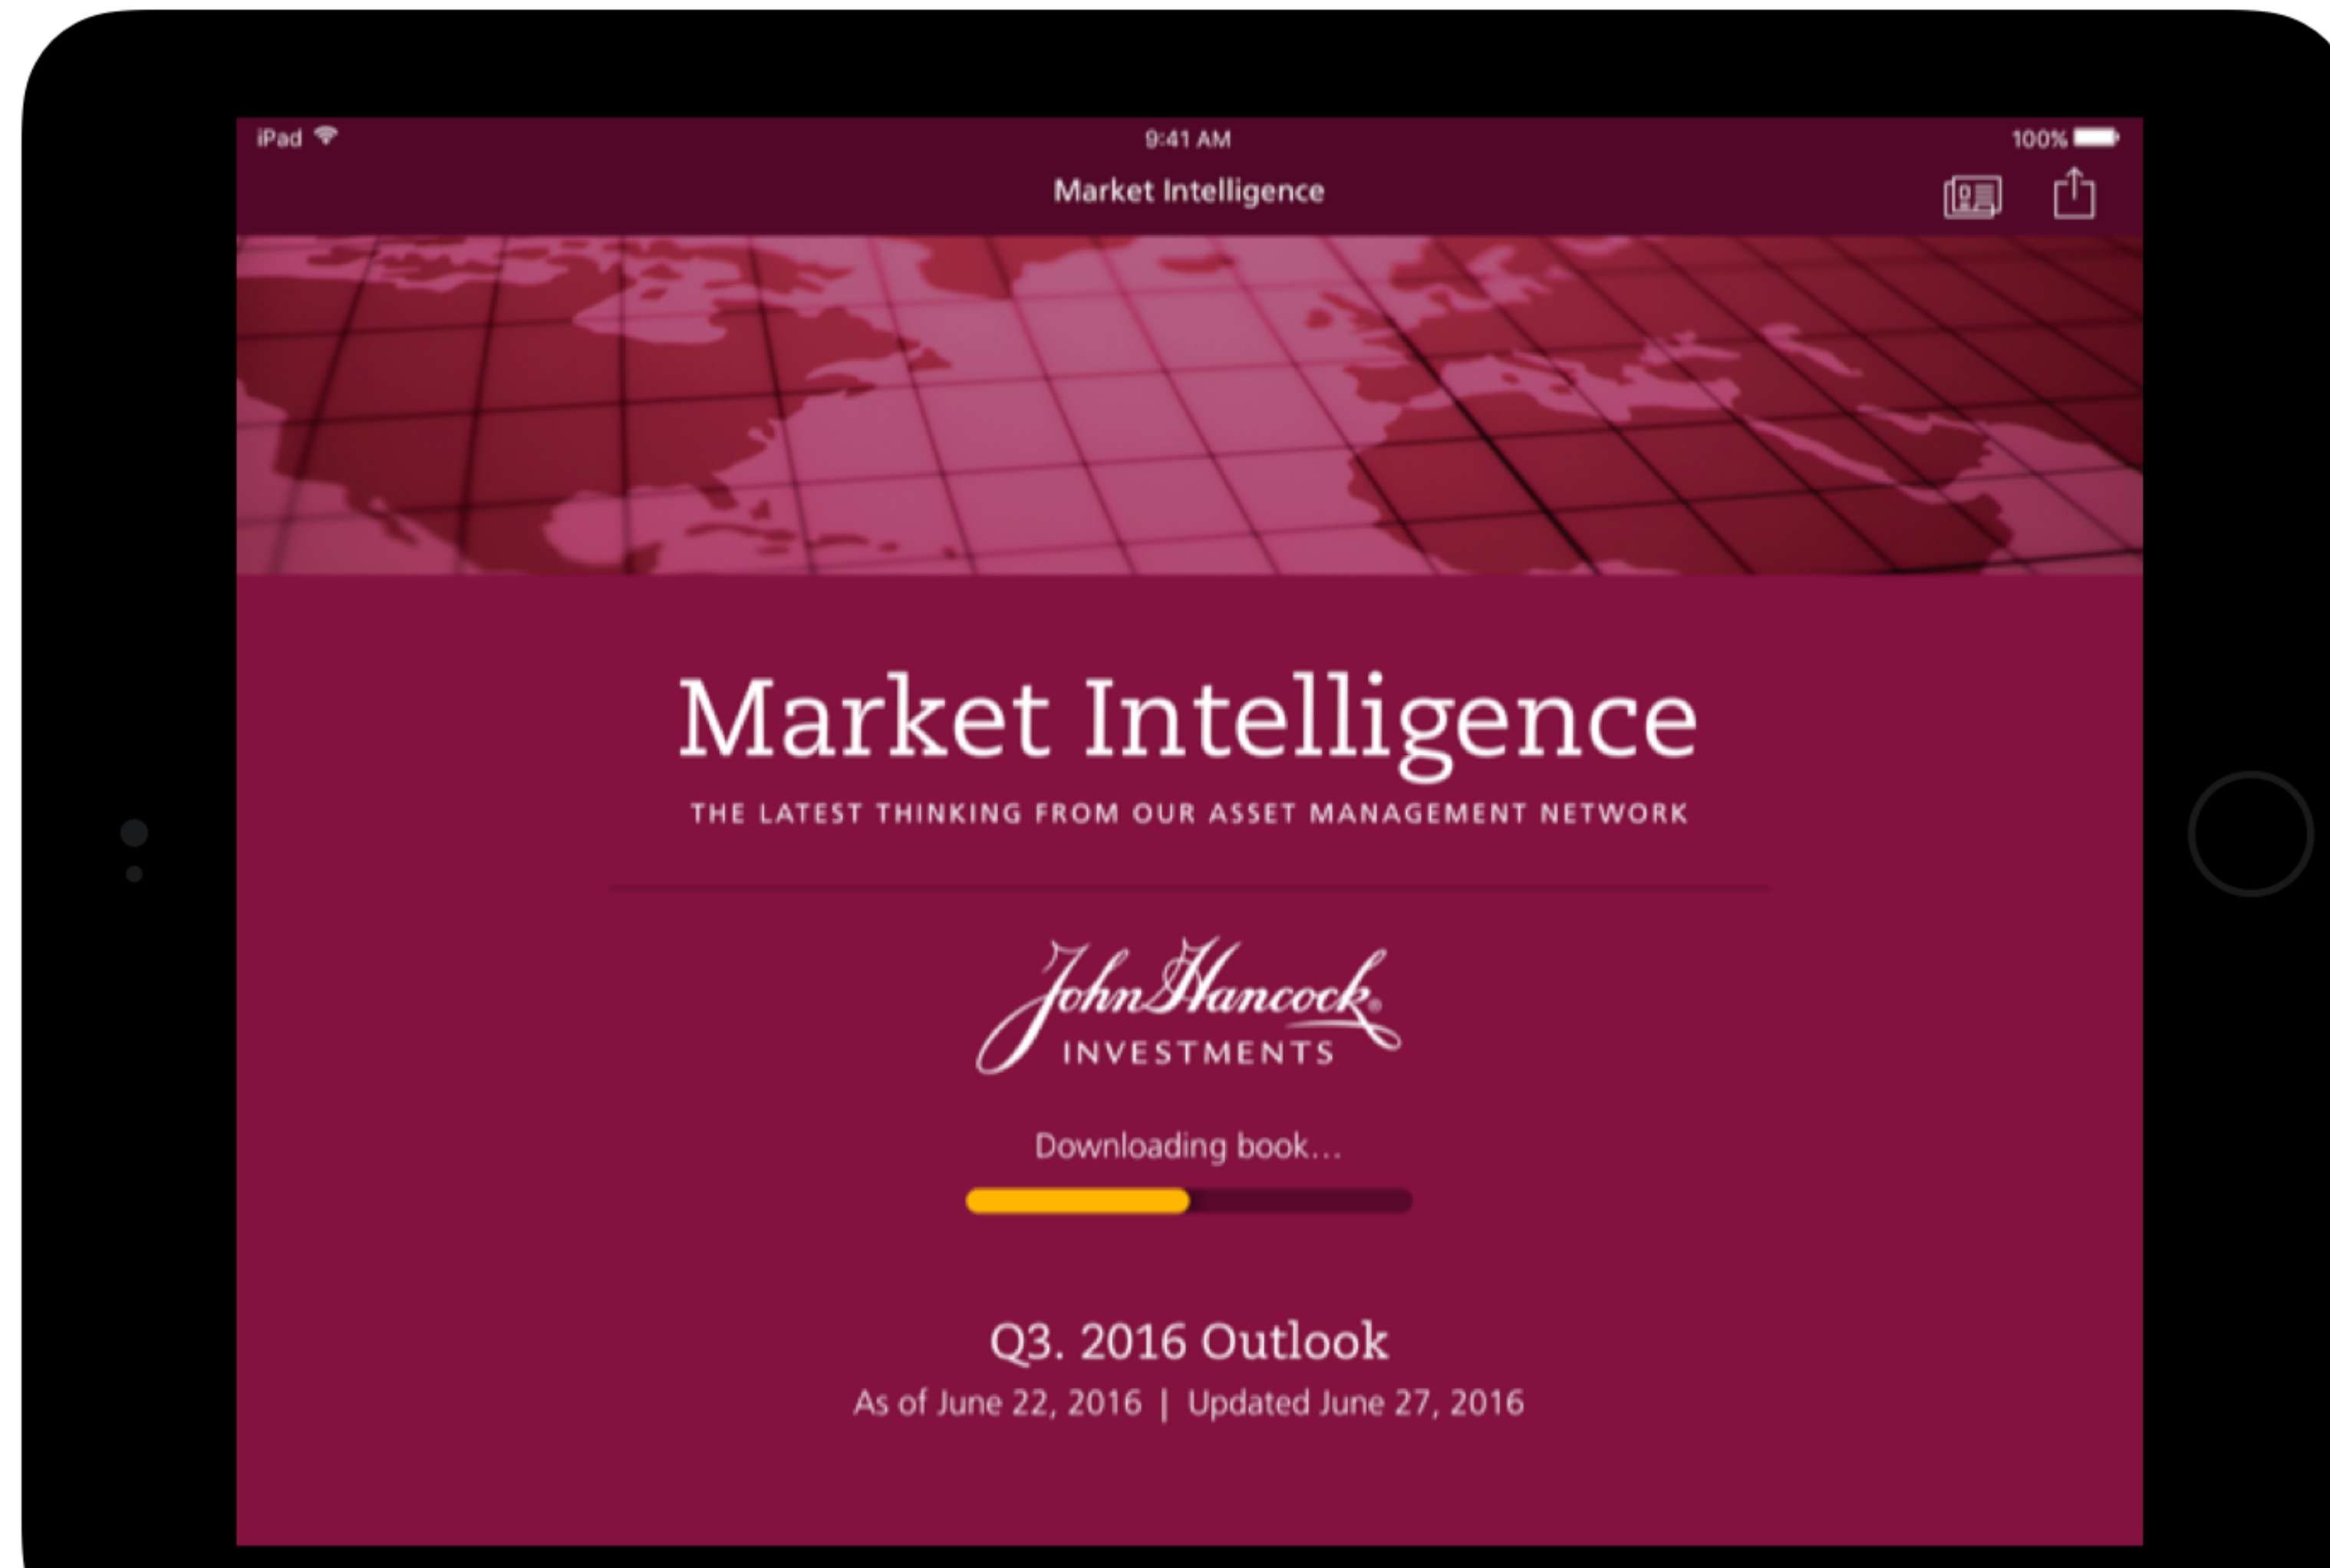 iPad 9:41 AM 100%
Market Intelligence
Market Intelligence
THE LATEST THINKING FROM OUR ASSET MANAGEMENT NETWORK
John Hancock®
INVESTMENTS
Downloading book...
Q3. 2016 Outlook
As of June 22, 2016 | Updated June 27, 2016